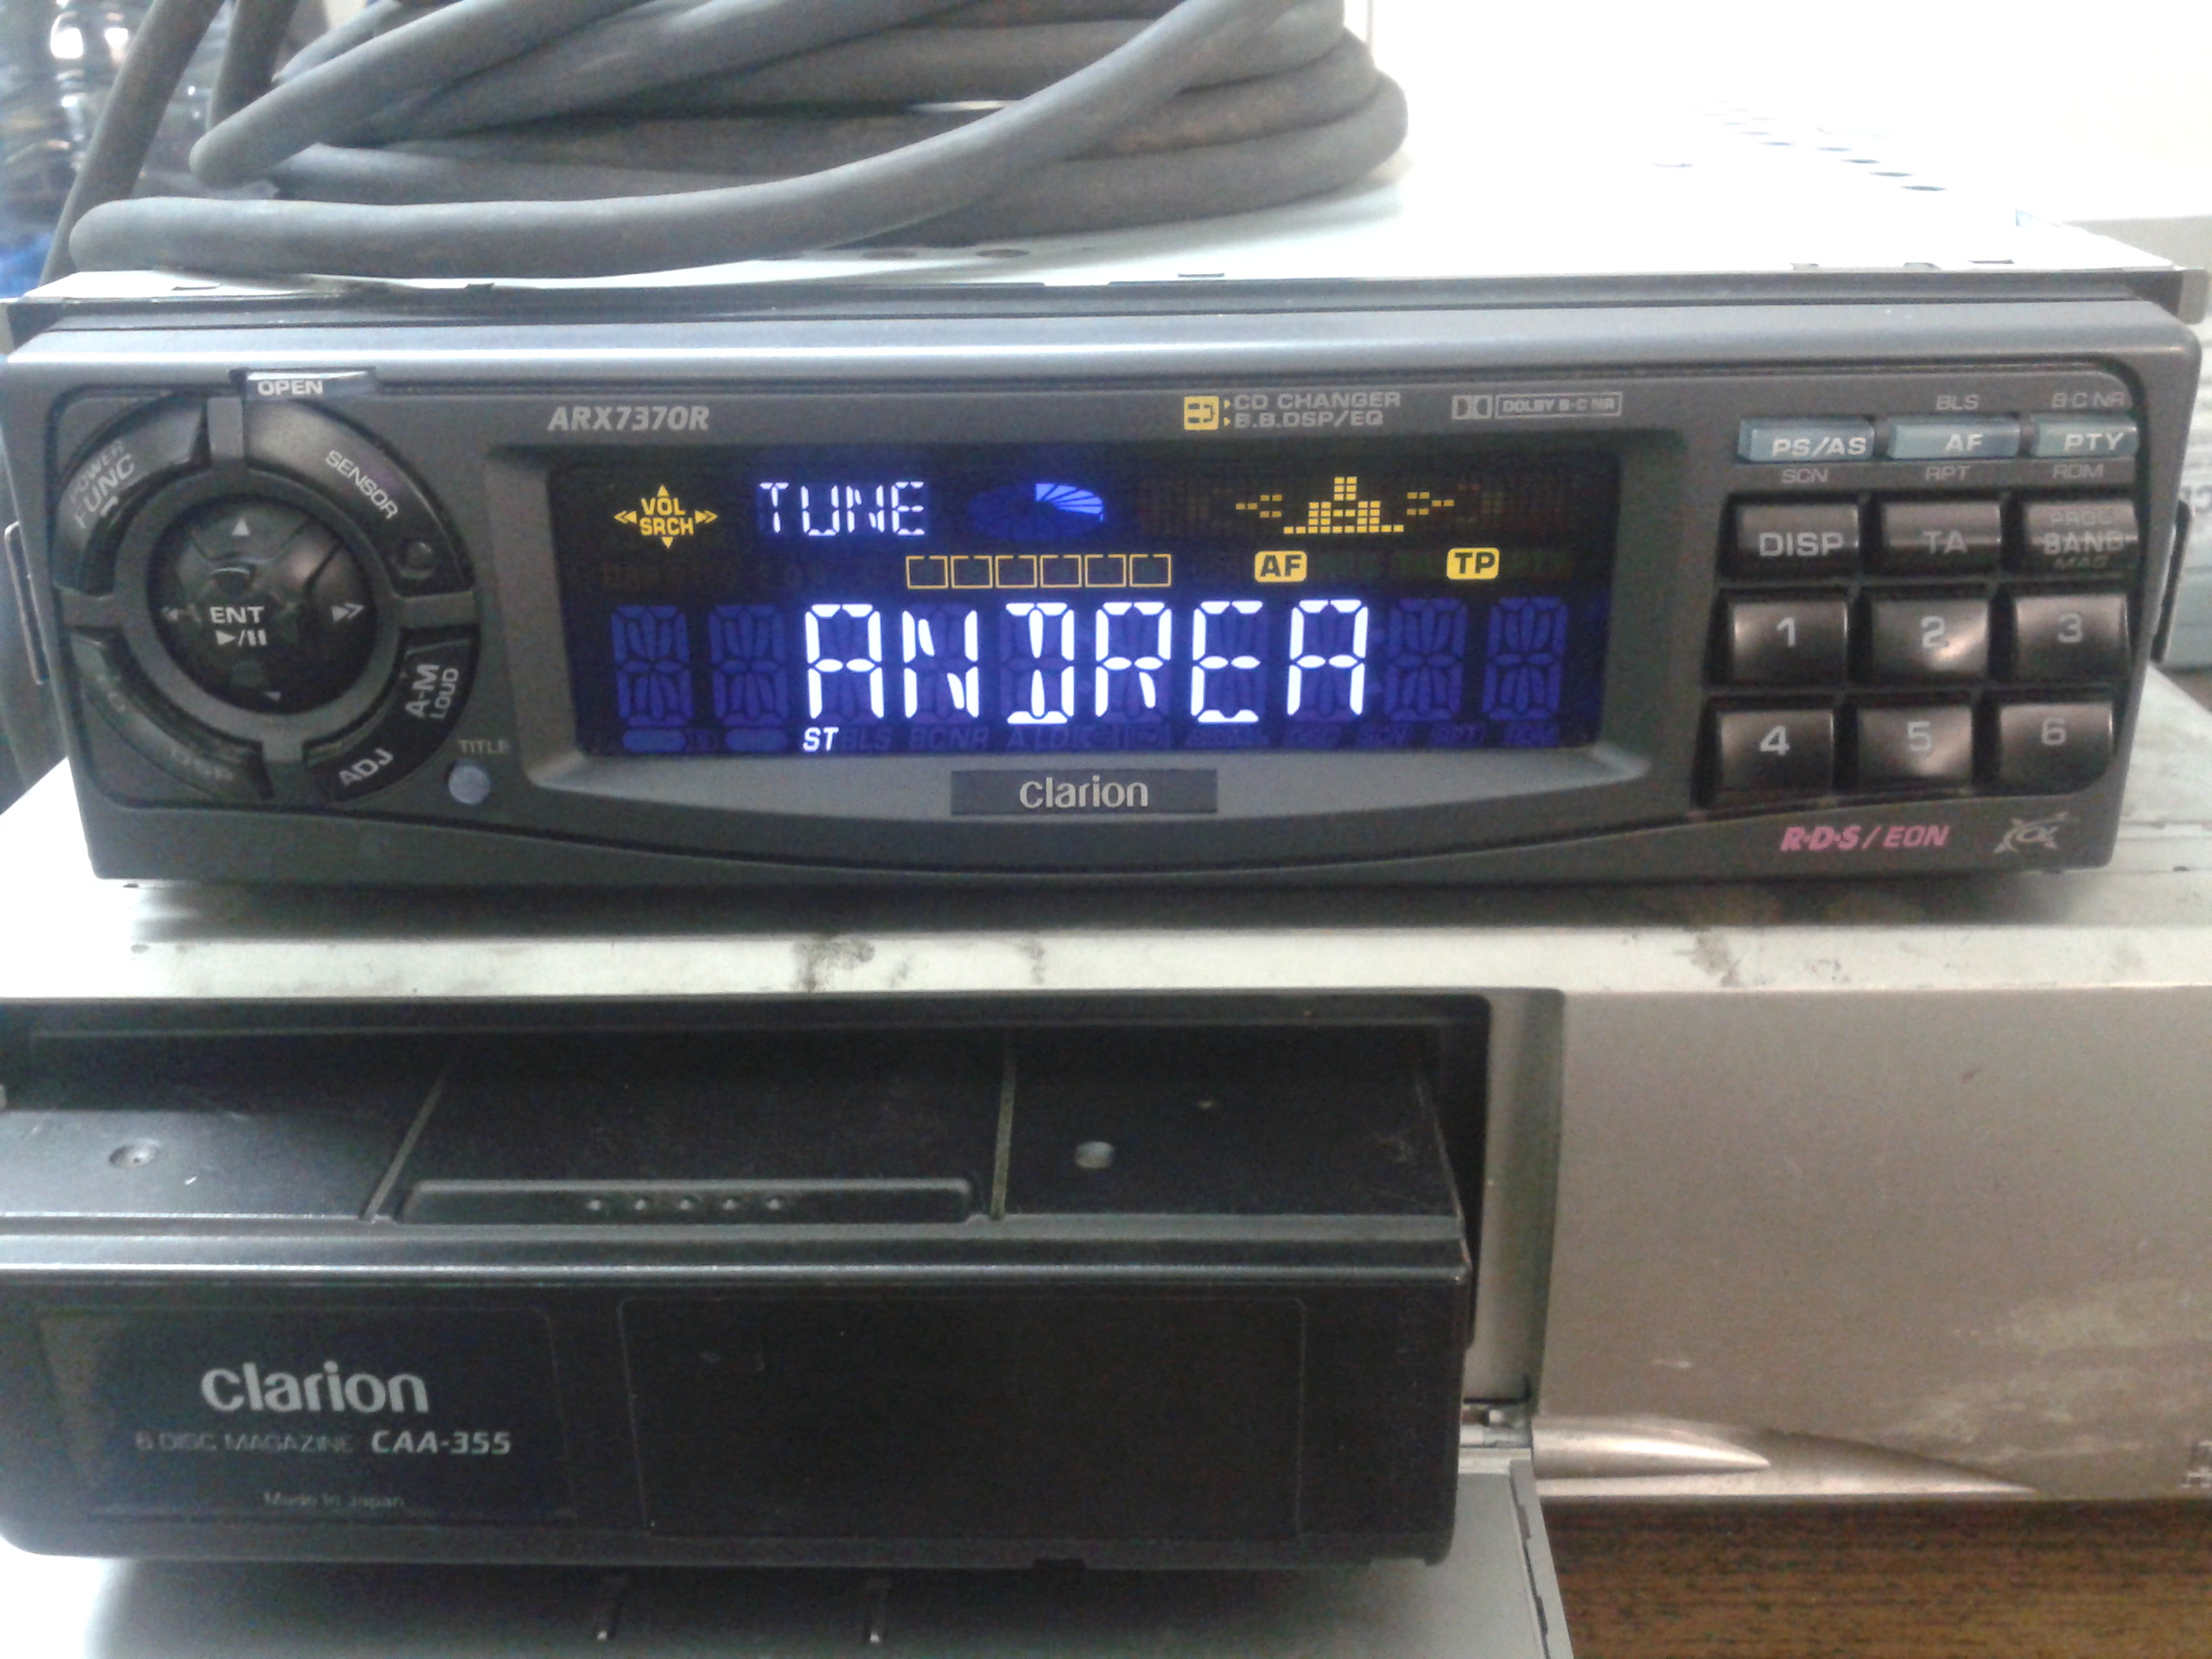 OPEN
POWER
FUNC
SENSOR
ENT
▶/II
A-M
LOUD
ADJ
TITLE
ARX7370R
CD CHANGER
B.B.DSP/EQ
DOLBY B·C NR
VOL
SRCH
TUNE
AF
TP
ANDREA
ST BLS BCNR
clarion
BLS
B·C NR
PS/AS
AF
PTY
SCN
RPT
RDM
DISP
TA
BAND
1
2
3
4
5
6
R·D·S/EON
clarion
6 DISC MAGAZINE CAA-355
Made in Japan